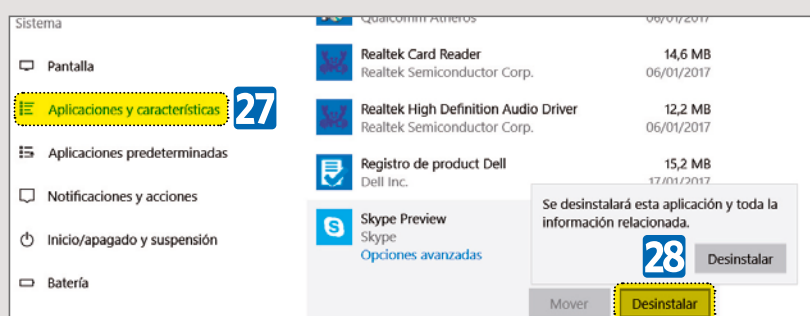 Sistema
Pantalla
Aplicaciones y características 27
Aplicaciones predeterminadas
Notificaciones y acciones
Inicio/apagado y suspensión
Batería
Qualcomm Atheros 06/01/2017
Realtek Card Reader 14,6 MB
Realtek Semiconductor Corp. 06/01/2017
Realtek High Definition Audio Driver 12,2 MB
Realtek Semiconductor Corp. 06/01/2017
Registro de product Dell 15,2 MB
Dell Inc. 17/01/2017
Skype Preview
Skype
Opciones avanzadas
Se desinstalará esta aplicación y toda la
información relacionada.
28 Desinstalar
Mover Desinstalar